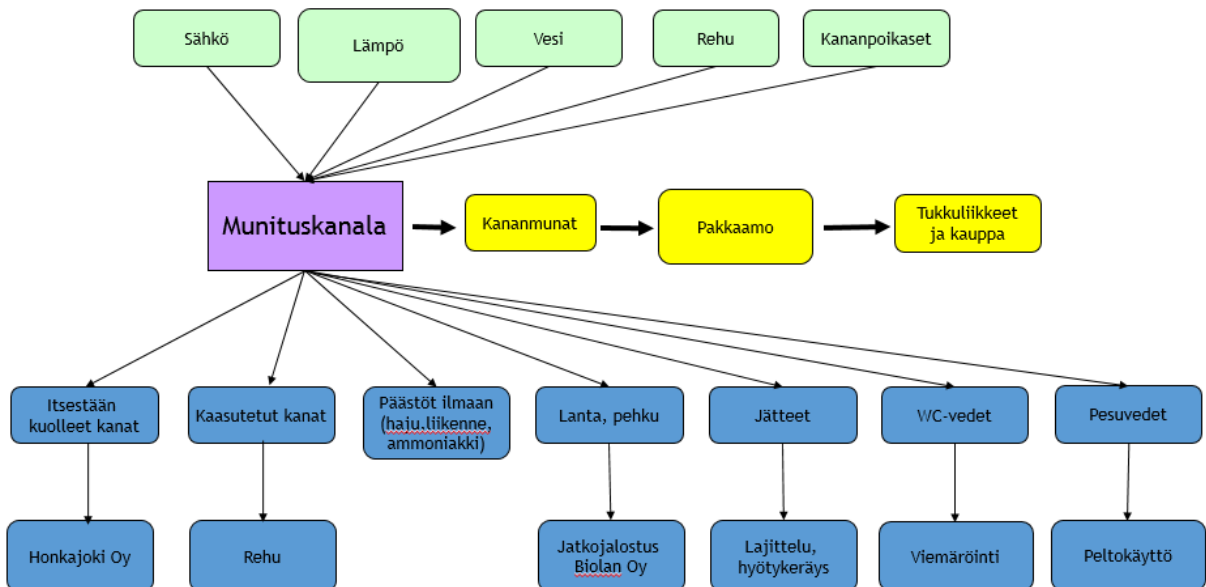 Sähkö
Lämpö
Vesi
Rehu
Kananpoikaset
Munituskanala
Kananmunat
Pakkaamo
Tukkuliikkeet
ja kauppa
Itsestään
kuolleet kanat
Kaasutetut kanat
Päästöt ilmaan
(haju,liikenne,
ammoniakki)
Lanta, pehku
Jätteet
WC-vedet
Pesuvedet
Honkajoki Oy
Rehu
Jatkojalostus
Biolan Oy
Lajittelu,
hyötykeräys
Viemäröinti
Peltokäyttö